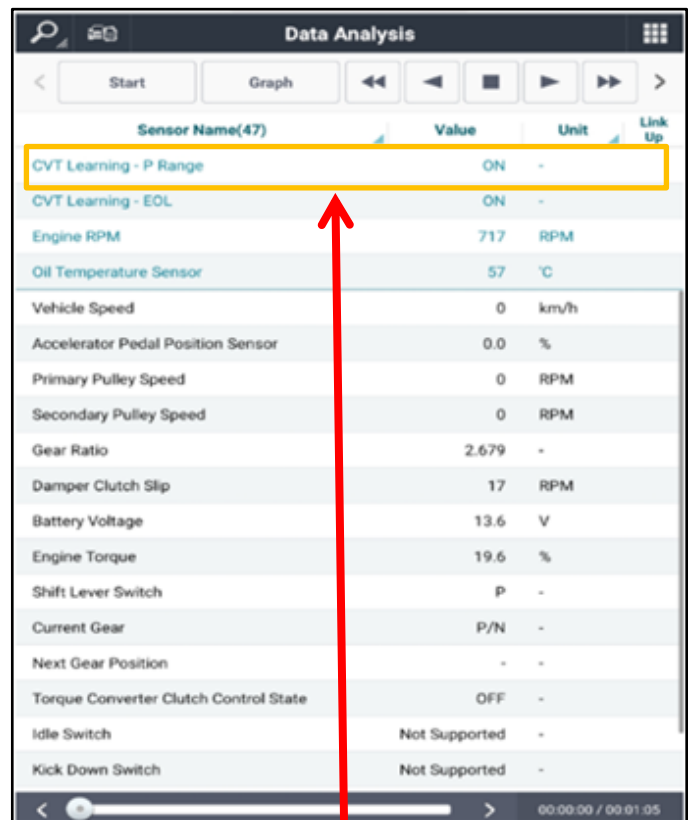 Data Analysis
< Start Graph >
Sensor Name(47) Value Unit Link Up
CVT Learning - P Range ON -
CVT Learning - EOL ON -
Engine RPM 717 RPM
Oil Temperature Sensor 57 °C
Vehicle Speed 0 km/h
Accelerator Pedal Position Sensor 0.0 %
Primary Pulley Speed 0 RPM
Secondary Pulley Speed 0 RPM
Gear Ratio 2.679 -
Damper Clutch Slip 17 RPM
Battery Voltage 13.6 V
Engine Torque 19.6 %
Shift Lever Switch P -
Current Gear P/N -
Next Gear Position - -
Torque Converter Clutch Control State OFF -
Idle Switch Not Supported -
Kick Down Switch Not Supported -
< > 00:00:00 / 00:01:05